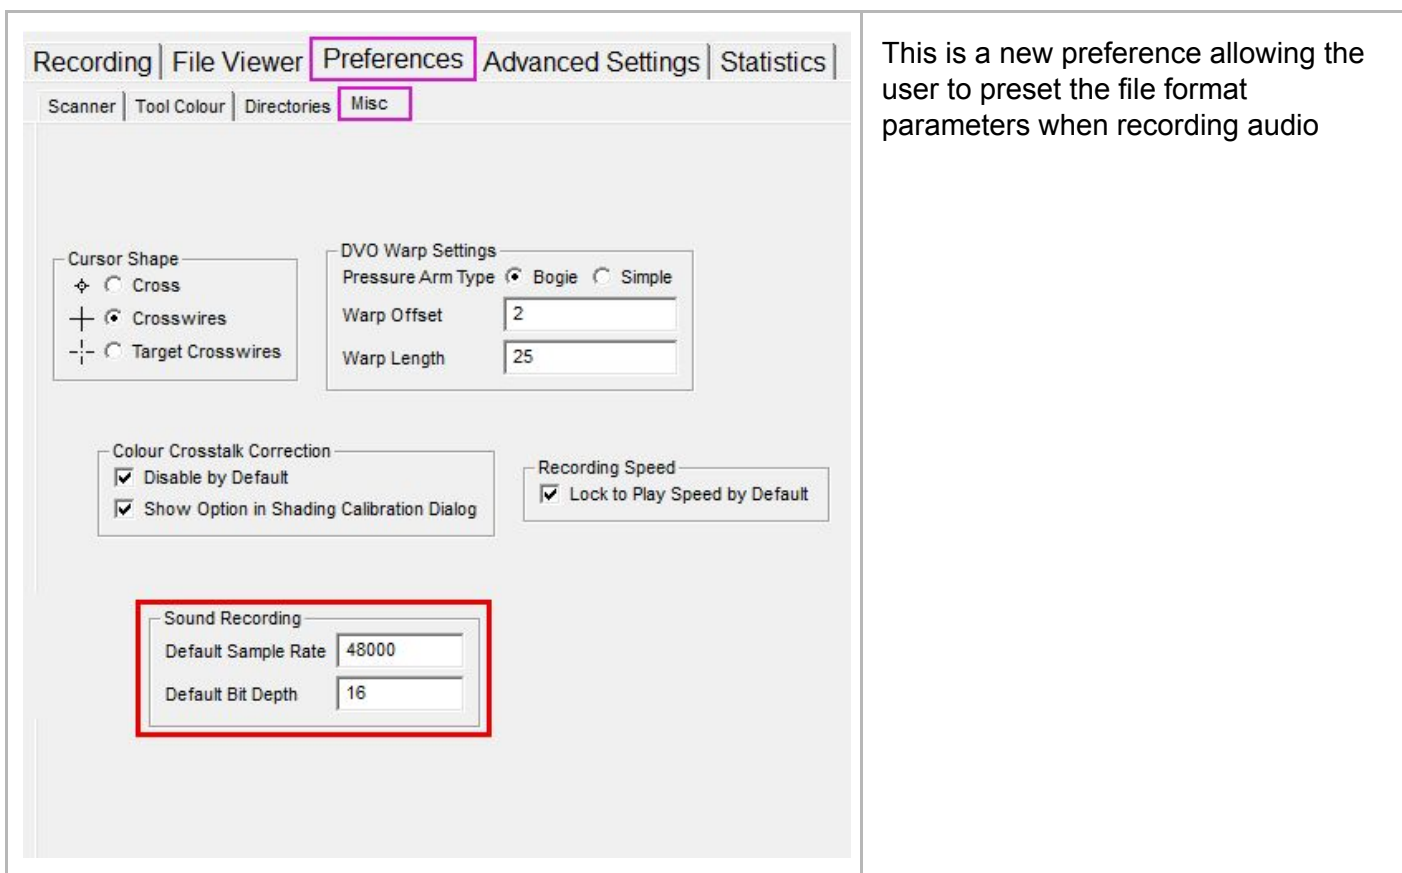 Recording File Viewer Preferences Advanced Settings Statistics
Scanner Tool Colour Directories Misc
Cursor Shape
Cross
Crosswires
Target Crosswires
DVO Warp Settings
Pressure Arm Type Bogie Simple
Warp Offset 2
Warp Length 25
Colour Crosstalk Correction
Disable by Default
Show Option in Shading Calibration Dialog
Recording Speed
Lock to Play Speed by Default
Sound Recording
Default Sample Rate 48000
Default Bit Depth 16
This is a new preference allowing the
user to preset the file format
parameters when recording audio